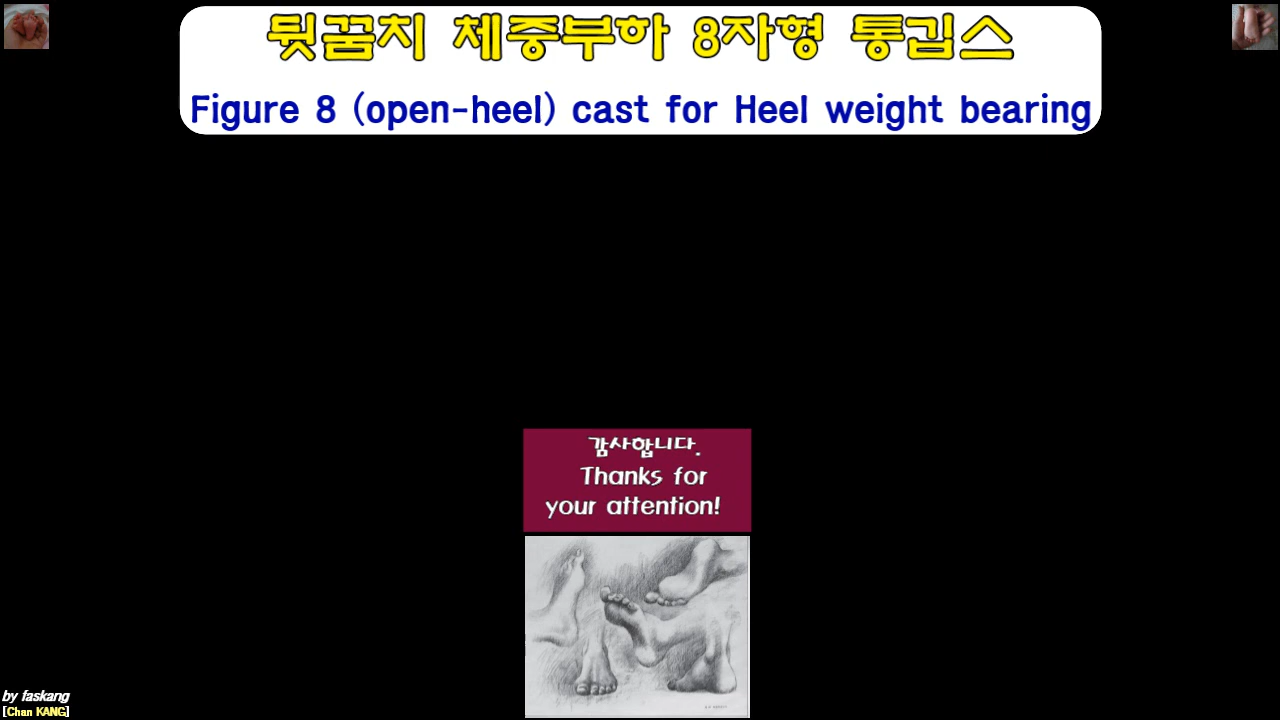 뒷꿈치 체중부하 8자형 통깁스
Figure 8 (open-heel) cast for Heel weight bearing
감사합니다.
Thanks for
your attention!
by faskang
[Chan KANG]